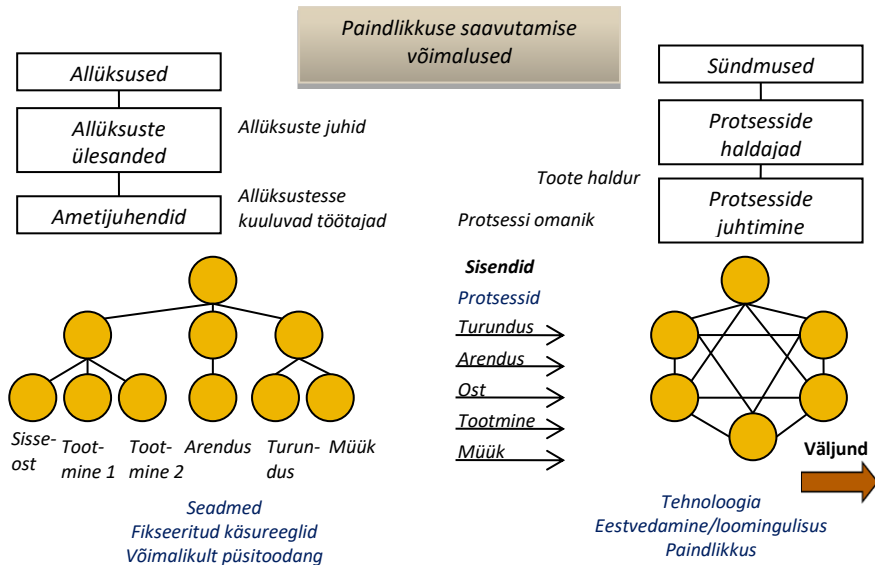 Paindlikkuse saavutamise
võimalused
Allüksused
Allüksuste
ülesanded
Ametijuhendid
Allüksuste juhid
Allüksustesse
kuuluvad töötajad
Sisse-
ost
Toot-
mine 1
Toot-
mine 2
Arendus
Turun-
dus
Müük
Seadmed
Fikseeritud käsureeglid
Võimalikult püsitoodang
Sündmused
Protsesside
haldajad
Protsesside
juhtimine
Toote haldur
Protsessi omanik
Sisendid
Protsessid
Turundus
Arendus
Ost
Tootmine
Müük
Väljund
Tehnoloogia
Eestvedamine/loomingulisus
Paindlikkus